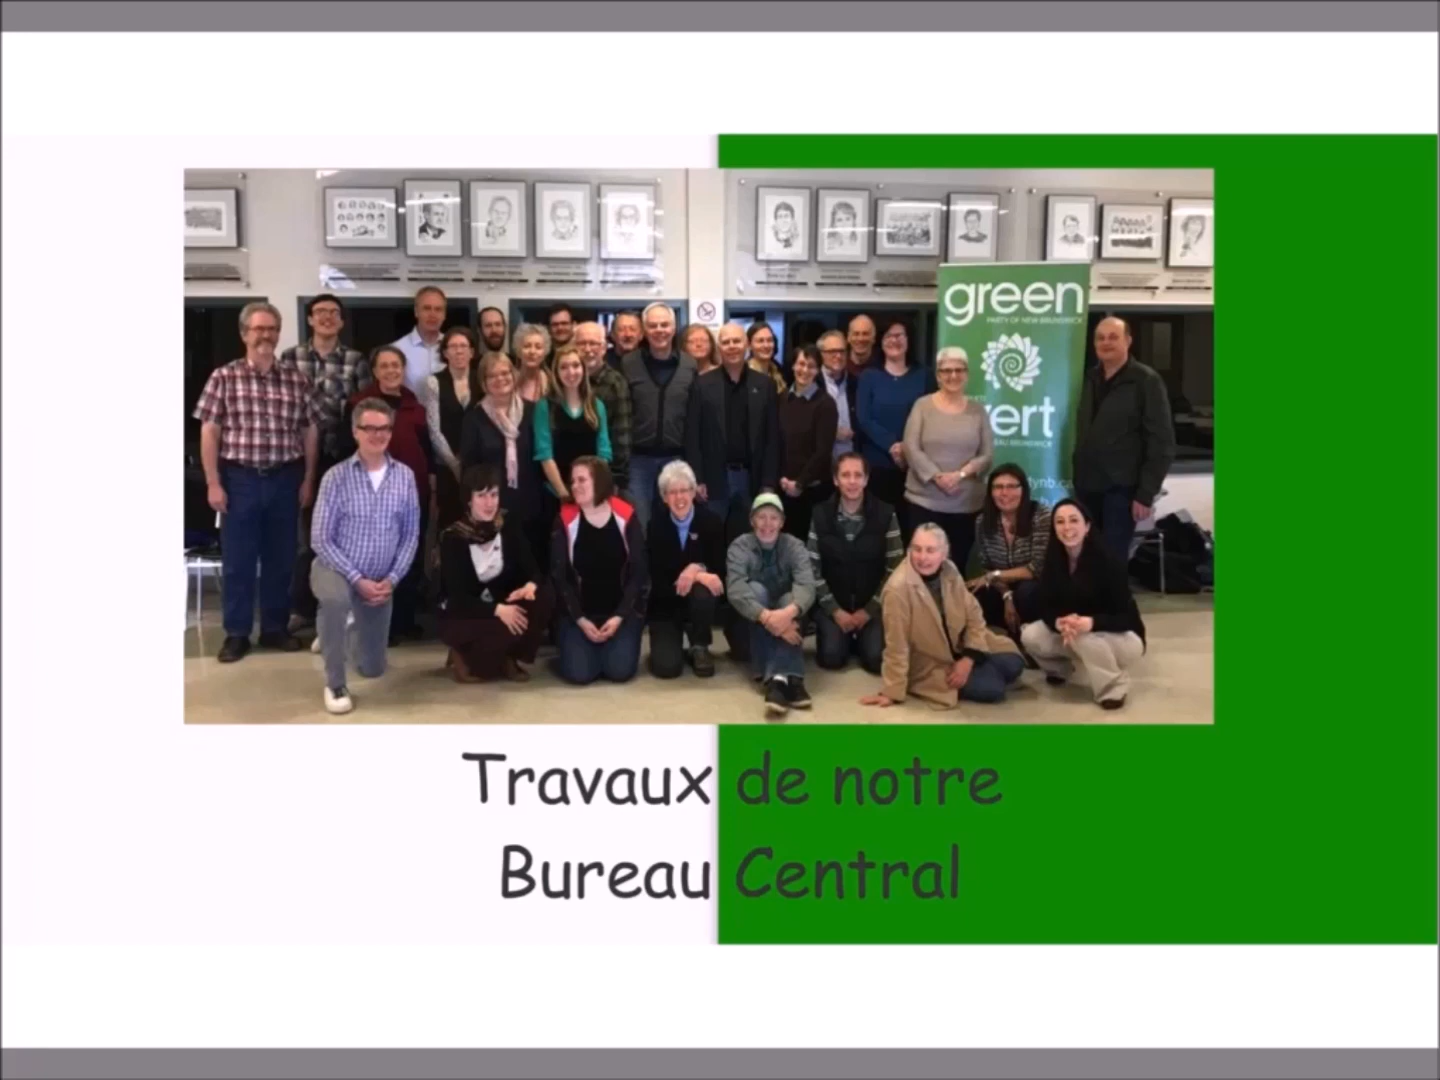 green
PARTY OF NEW BRUNSWICK
vert
Travaux de notre
Bureau Central